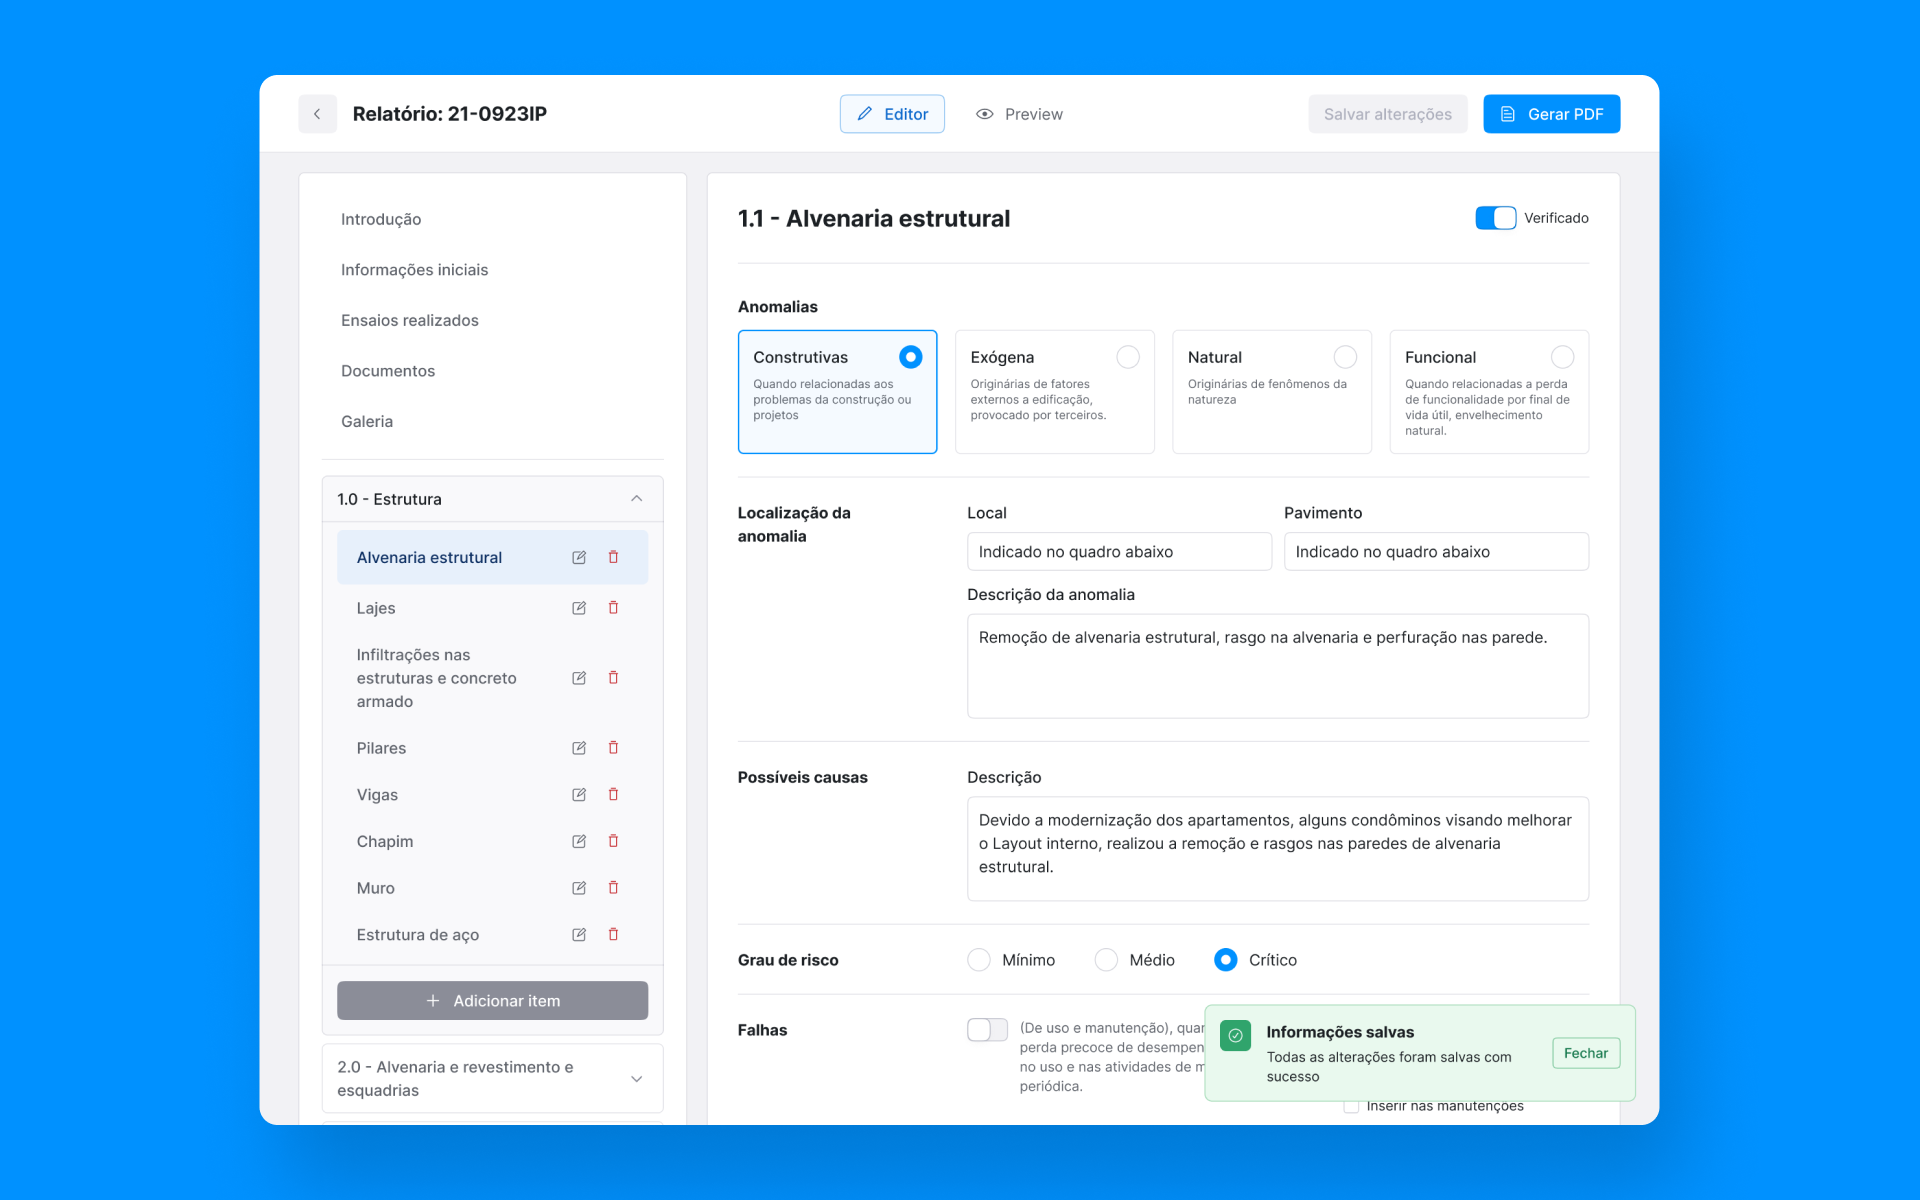 Relatório: 21-0923IP
Editor
Preview
Salvar alterações
Gerar PDF
Introdução
Informações iniciais
Ensaios realizados
Documentos
Galeria
1.0 - Estrutura
Alvenaria estrutural
Lajes
Infiltrações nas
estruturas e concreto
armado
Pilares
Vigas
Chapim
Muro
Estrutura de aço
Adicionar item
2.0 - Alvenaria e revestimento e
esquadrias
1.1 - Alvenaria estrutural
Verificado
Anomalias
Construtivas
Quando relacionadas aos
problemas da construção ou
projetos
Exógena
Originárias de fatores
externos a edificação,
provocado por terceiros.
Natural
Originárias de fenômenos da
natureza
Funcional
Quando relacionadas a perda
de funcionalidade por final de
vida útil, envelhecimento
natural.
Localização da
anomalia
Local
Indicado no quadro abaixo
Pavimento
Indicado no quadro abaixo
Descrição da anomalia
Remoção de alvenaria estrutural, rasgo na alvenaria e perfuração nas parede.
Possíveis causas
Descrição
Devido a modernização dos apartamentos, alguns condôminos visando melhorar
o Layout interno, realizou a remoção e rasgos nas paredes de alvenaria
estrutural.
Grau de risco
Mínimo
Médio
Crítico
Falhas
(De uso e manutenção), quan
perda precoce de desempen
no uso e nas atividades de m
periódica.
Informações salvas
Todas as alterações foram salvas com
sucesso
Fechar
Inserir nas manutenções